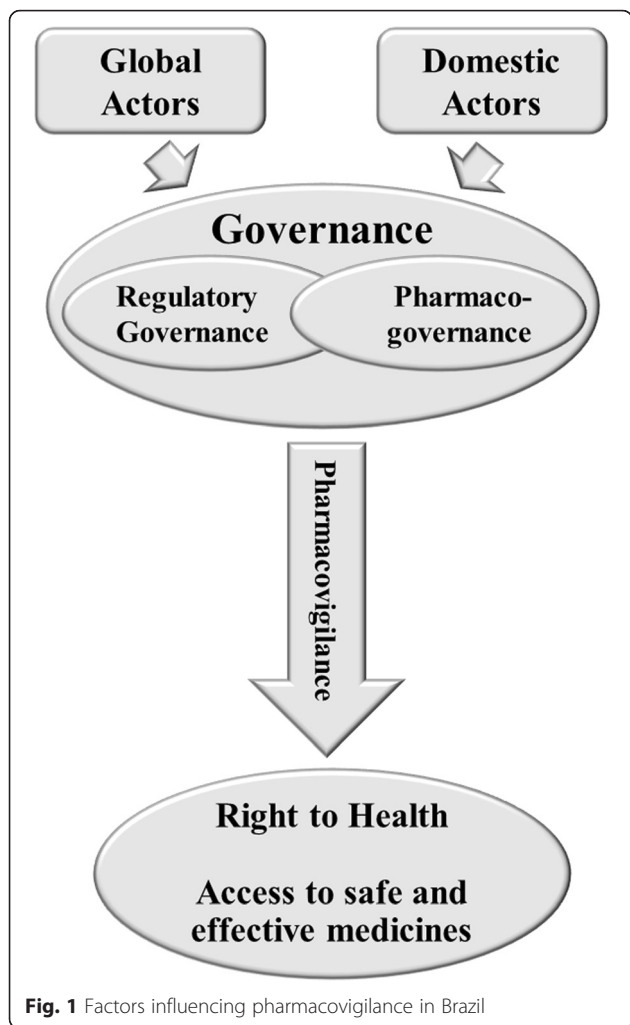 Global
Actors
Domestic
Actors
Governance
Regulatory
Governance
Pharmaco-
governance
Pharmacovigilance
Right to Health
Access to safe and
effective medicines
Fig. 1 Factors influencing pharmacovigilance in Brazil